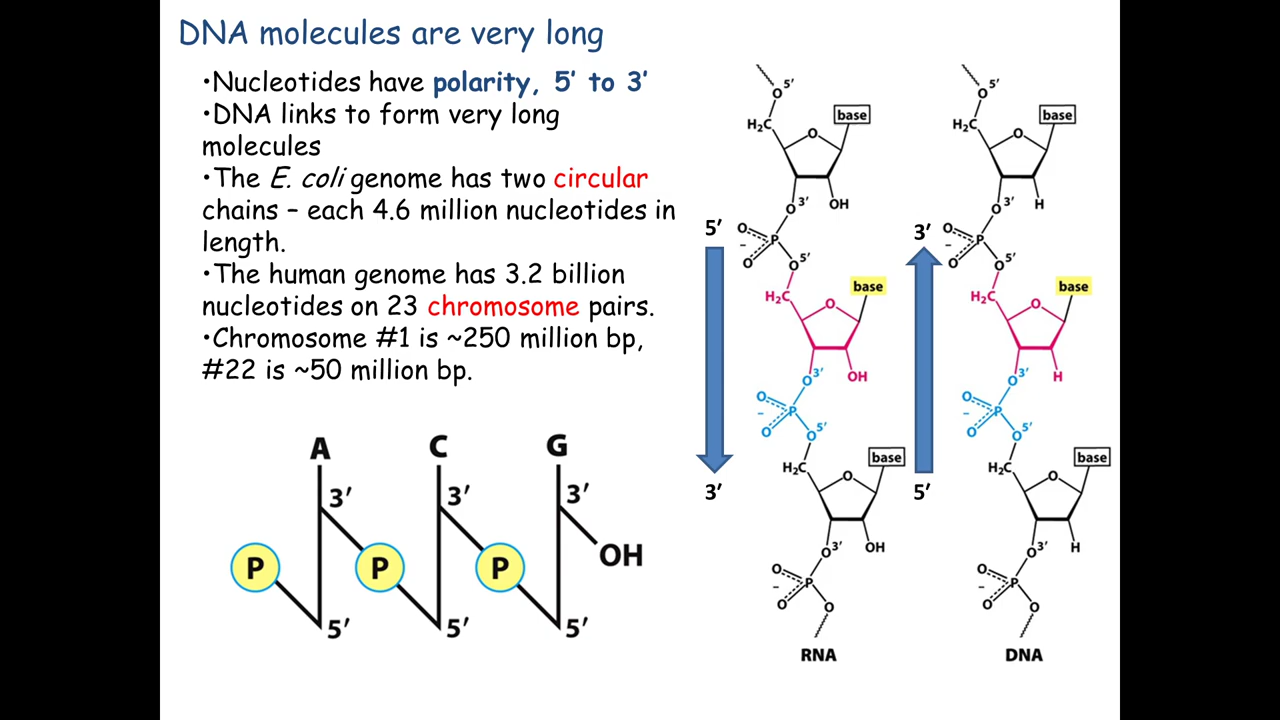 DNA molecules are very long
•Nucleotides have polarity, 5’ to 3’
•DNA links to form very long
molecules
•The E. coli genome has two circular
chains – each 4.6 million nucleotides in
length.
•The human genome has 3.2 billion
nucleotides on 23 chromosome pairs.
•Chromosome #1 is ~250 million bp,
#22 is ~50 million bp.
A C G
3’ 3’ 3’
OH
P P P
5’ 5’ 5’
5’
3’
O 5’
base
H₂C
O
3’
O OH
O
P
–
O
O 5’
base
H₂C
O
3’
O OH
O
P
–
O
O 5’
base
H₂C
O
3’
O OH
O
P
–
O
O
RNA
3’
5’
O 5’
base
H₂C
O
3’
O H
O
P
–
O
O 5’
base
H₂C
O
3’
O H
O
P
–
O
O 5’
base
H₂C
O
3’
O H
O
P
–
O
O
DNA